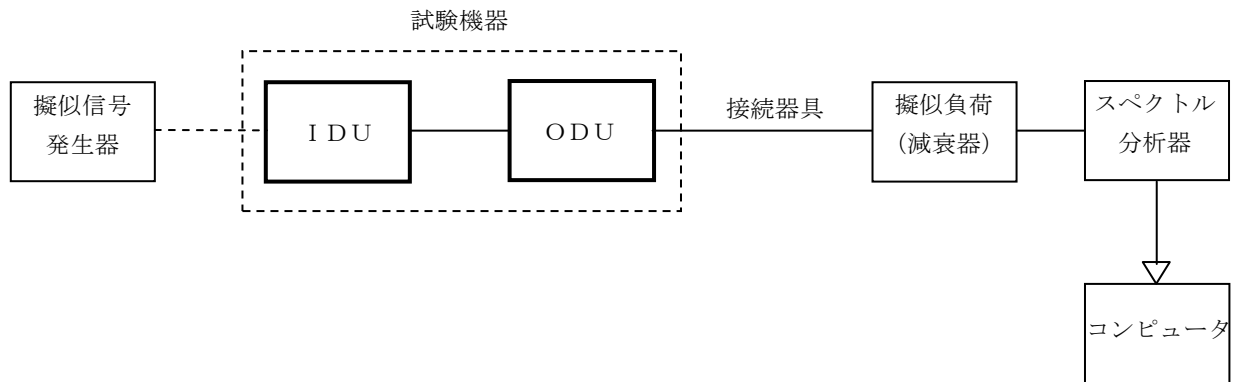 試験機器
擬似信号
発生器
ＩＤＵ
ＯＤＵ
接続器具
擬似負荷
（減衰器）
スペクトル
分析器
コンピュータ